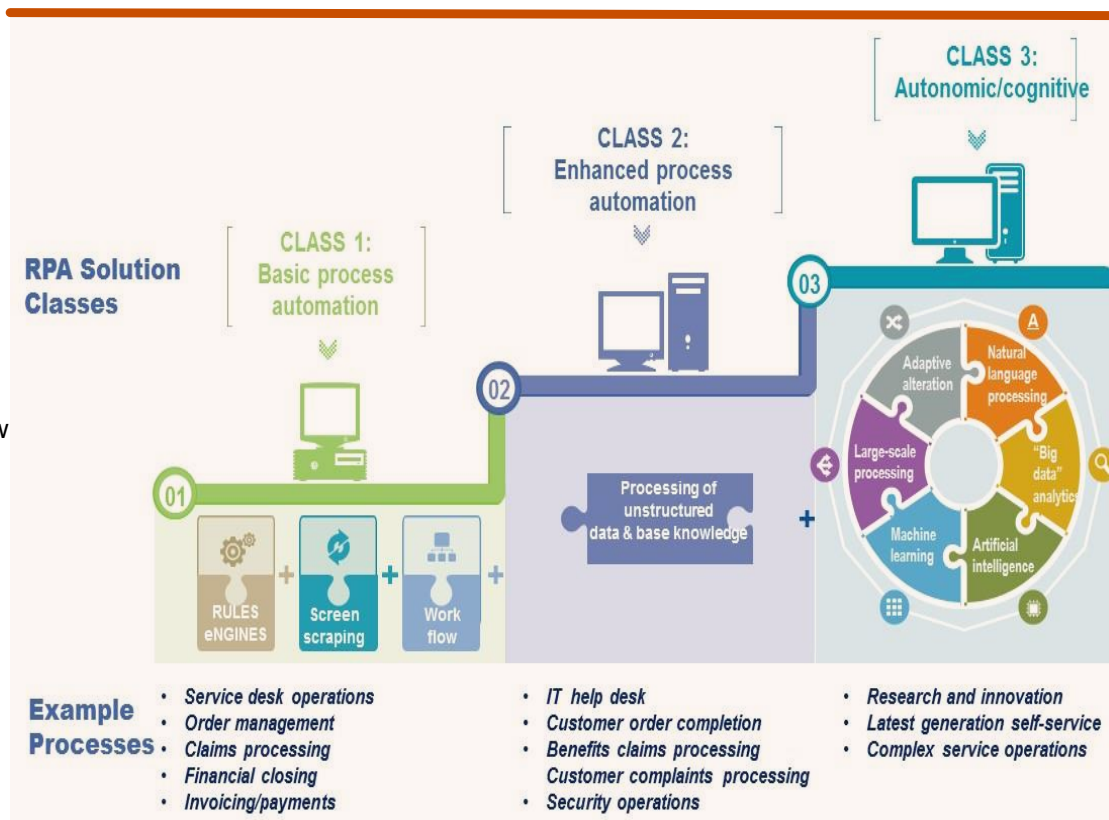 CLASS 3:
Autonomic/cognitive
CLASS 2:
Enhanced process
automation
CLASS 1:
Basic process
automation
RPA Solution
Classes
03
02
01
w
RULES
eNGINES
+
Screen
scraping
+
Work
flow
+
Processing of
unstructured
data & base knowledge
+
Adaptive
alteration
Natural
language
processing
A
Large-scale
processing
"Big
data"
analytics
Machine
learning
Artificial
intelligence
Example
Processes
• Service desk operations
• Order management
• Claims processing
• Financial closing
• Invoicing/payments
• IT help desk
• Customer order completion
• Benefits claims processing
Customer complaints processing
• Security operations
• Research and innovation
• Latest generation self-service
• Complex service operations